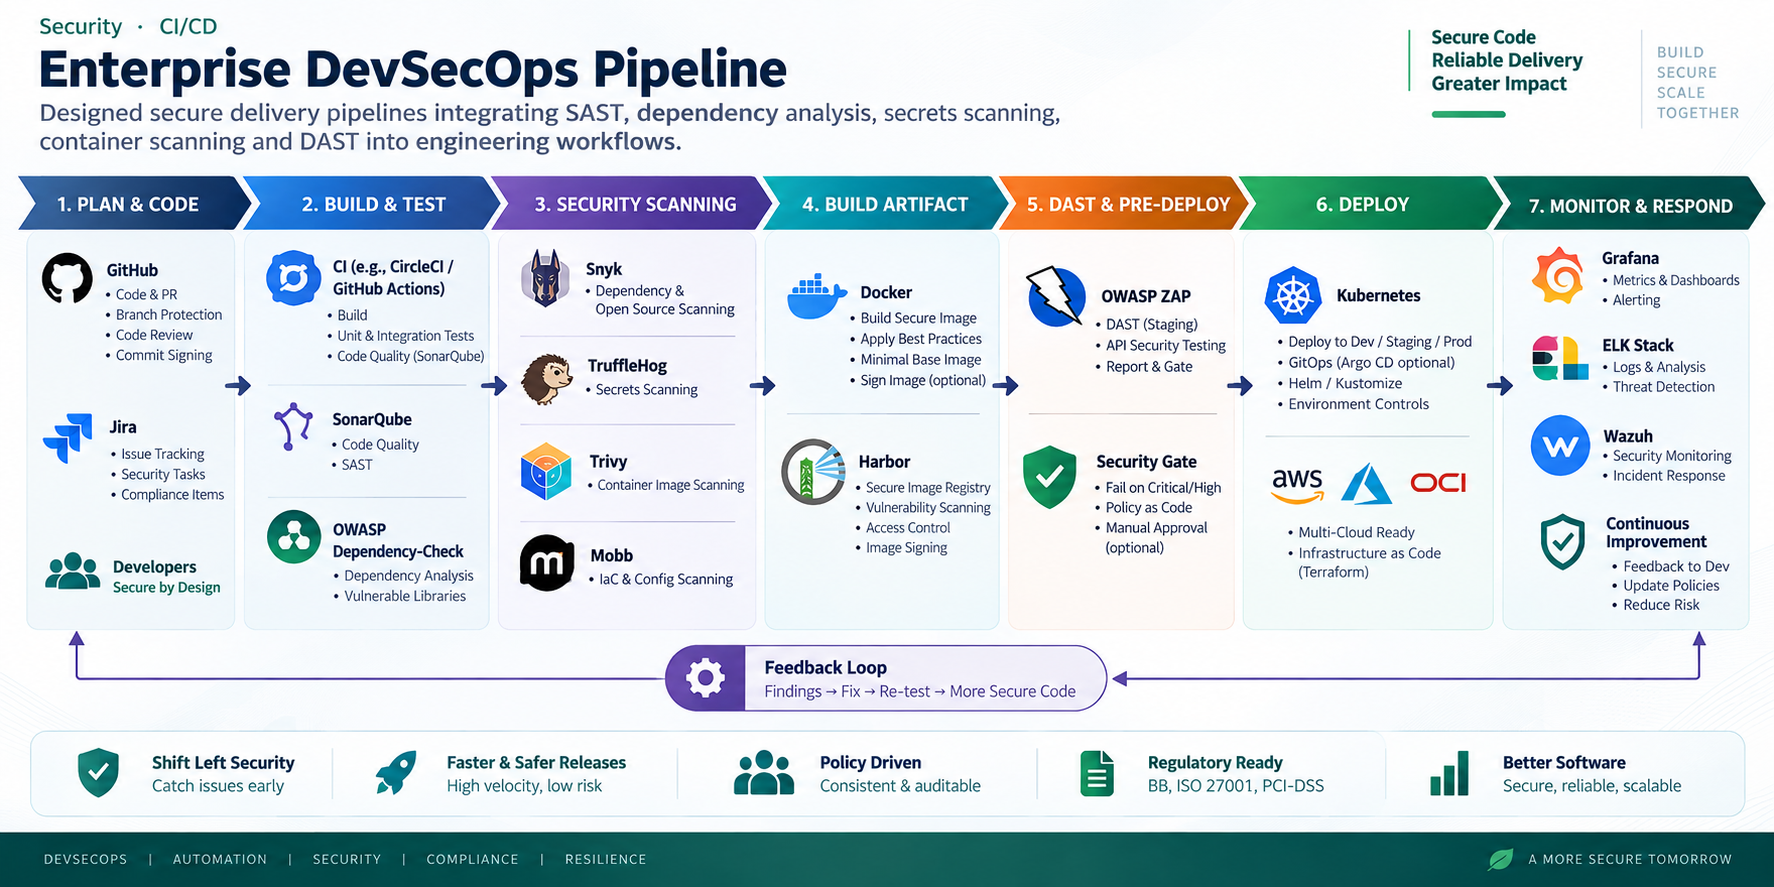 Security · CI/CD
Enterprise DevSecOps Pipeline
Designed secure delivery pipelines integrating SAST, dependency analysis, secrets scanning,
container scanning and DAST into engineering workflows.
Secure Code
Reliable Delivery
Greater Impact
BUILD
SECURE
SCALE
TOGETHER
1. PLAN & CODE
GitHub
• Code & PR
• Branch Protection
• Code Review
• Commit Signing
Jira
• Issue Tracking
• Security Tasks
• Compliance Items
Developers
Secure by Design
2. BUILD & TEST
CI (e.g., CircleCI /
GitHub Actions)
• Build
• Unit & Integration Tests
• Code Quality (SonarQube)
SonarQube
• Code Quality
• SAST
OWASP
Dependency-Check
• Dependency Analysis
• Vulnerable Libraries
3. SECURITY SCANNING
Snyk
• Dependency &
Open Source Scanning
TruffleHog
• Secrets Scanning
Trivy
• Container Image Scanning
m
Mobb
• IaC & Config Scanning
4. BUILD ARTIFACT
Docker
• Build Secure Image
• Apply Best Practices
• Minimal Base Image
• Sign Image (optional)
Harbor
• Secure Image Registry
• Vulnerability Scanning
• Access Control
• Image Signing
5. DAST & PRE-DEPLOY
OWASP ZAP
• DAST (Staging)
• API Security Testing
• Report & Gate
Security Gate
• Fail on Critical/High
• Policy as Code
• Manual Approval
(optional)
6. DEPLOY
Kubernetes
• Deploy to Dev / Staging / Prod
• GitOps (Argo CD optional)
• Helm / Kustomize
• Environment Controls
aws
OCI
• Multi-Cloud Ready
• Infrastructure as Code
(Terraform)
7. MONITOR & RESPOND
Grafana
• Metrics & Dashboards
• Alerting
ELK Stack
• Logs & Analysis
• Threat Detection
W
Wazuh
• Security Monitoring
• Incident Response
Continuous
Improvement
• Feedback to Dev
• Update Policies
• Reduce Risk
Feedback Loop
Findings → Fix → Re-test → More Secure Code
Shift Left Security
Catch issues early
Faster & Safer Releases
High velocity, low risk
Policy Driven
Consistent & auditable
Regulatory Ready
BB, ISO 27001, PCI-DSS
Better Software
Secure, reliable, scalable
DEVSECOPS | AUTOMATION | SECURITY | COMPLIANCE | RESILIENCE
A MORE SECURE TOMORROW